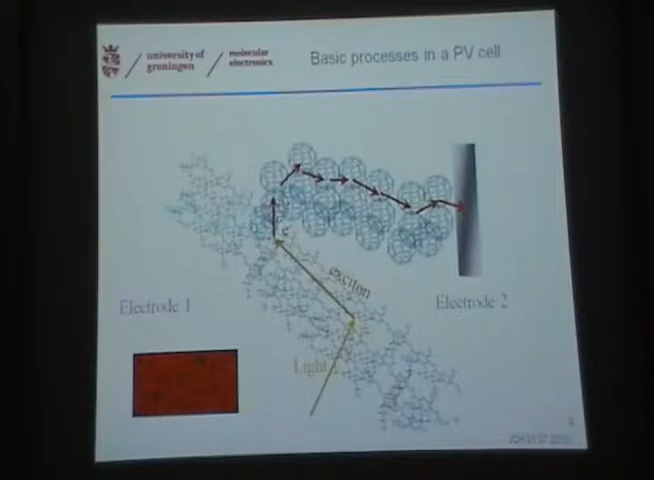 university of
groningen
molecular
electronics
Basic processes in a PV cell
e
exciton
Electrode 1
Electrode 2
Light